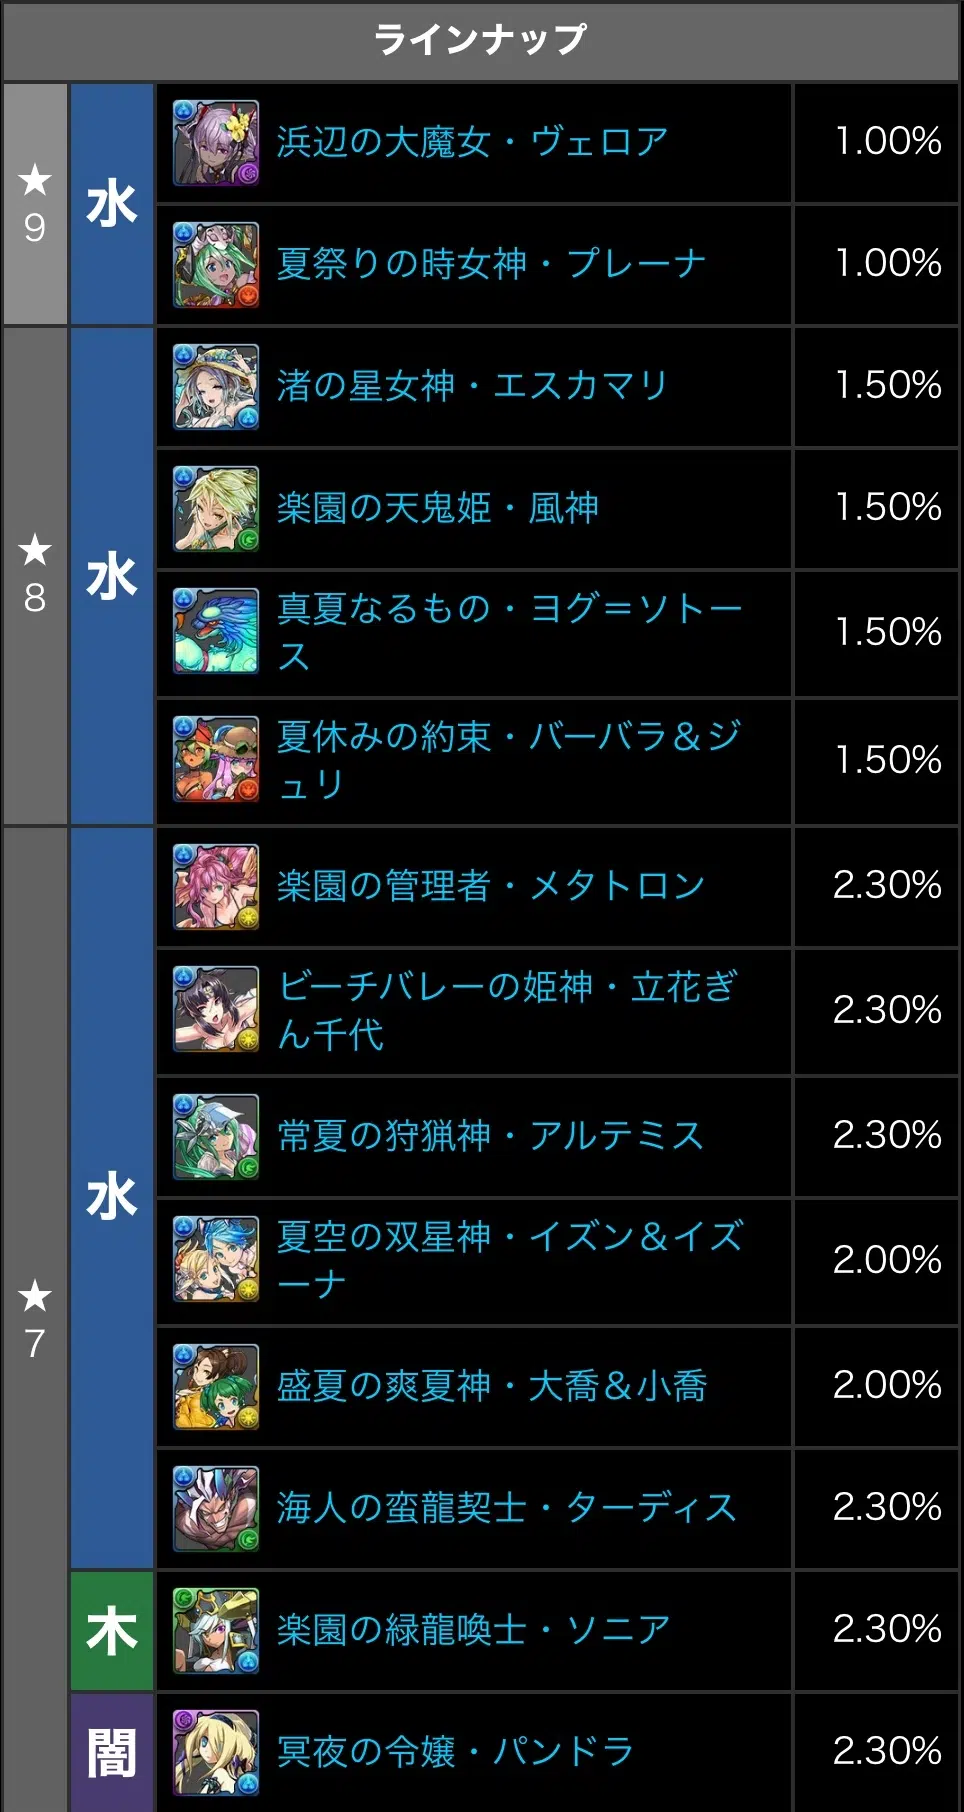 ラインナップ
★
9
水
浜辺の大魔女・ヴェロア
1.00%
夏祭りの時女神・プレーナ
1.00%
★
8
水
渚の星女神・エスカマリ
1.50%
楽園の天鬼姫・風神
1.50%
真夏なるもの・ヨグ＝ソトー
ス
1.50%
夏休みの約束・バーバラ＆ジ
ュリ
1.50%
★
7
水
楽園の管理者・メタトロン
2.30%
ビーチバレーの姫神・立花ぎ
ん千代
2.30%
常夏の狩猟神・アルテミス
2.30%
夏空の双星神・イズン＆イズ
ーナ
2.00%
盛夏の爽夏神・大喬＆小喬
2.00%
海人の蛮龍契士・ターディス
2.30%
木
楽園の緑龍喚士・ソニア
2.30%
闇
冥夜の令嬢・パンドラ
2.30%